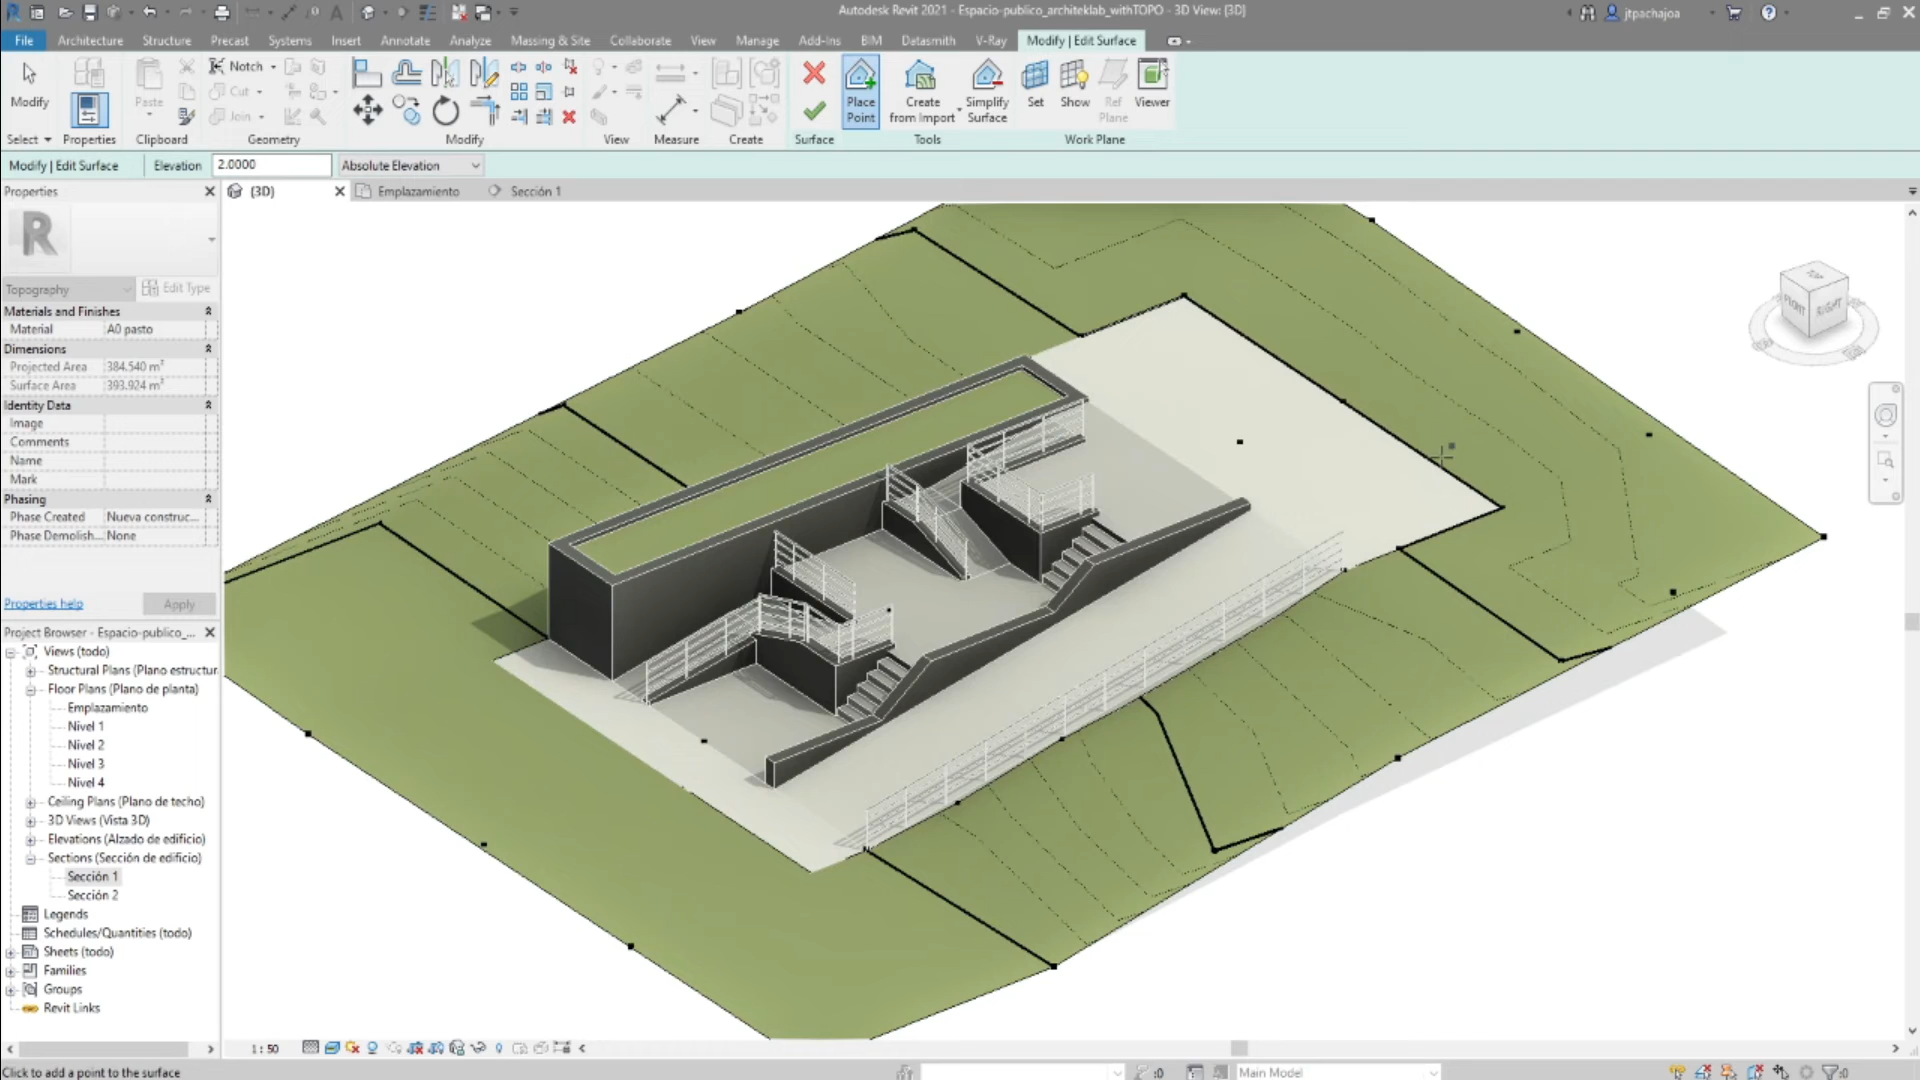 Autodesk Revit 2021 - Espacio-publico_architeklab_withTOPO - 3D View: {3D}
jtpachajoa
File Architecture Structure Precast Systems Insert Annotate Analyze Massing & Site Collaborate View Manage Add-Ins BIM Datasmith V-Ray Modify | Edit Surface
Modify
Paste
Notch
Cut
Join
Place Point
Create from Import
Simplify Surface
Set
Show
Ref Plane
Viewer
Select Properties Clipboard Geometry Modify View Measure Create Surface Tools Work Plane
Modify | Edit Surface Elevation 2.0000 Absolute Elevation
Properties
{3D} Emplazamiento Sección 1
R
Topography Edit Type
Materials and Finishes
Material A0 pasto
Dimensions
Projected Area 384.540 m²
Surface Area 393.924 m²
Identity Data
Image
Comments
Name
Mark
Phasing
Phase Created Nueva construc...
Phase Demolish... None
Properties help Apply
Project Browser - Espacio-publico_...
Views (todo)
Structural Plans (Plano estructur
Floor Plans (Plano de planta)
Emplazamiento
Nivel 1
Nivel 2
Nivel 3
Nivel 4
Ceiling Plans (Plano de techo)
3D Views (Vista 3D)
Elevations (Alzado de edificio)
Sections (Sección de edificio)
Sección 1
Sección 2
Legends
Schedules/Quantities (todo)
Sheets (todo)
Families
Groups
Revit Links
TOP
FRONT
RIGHT
1 : 50
Click to add a point to the surface
:0
Main Model
:0